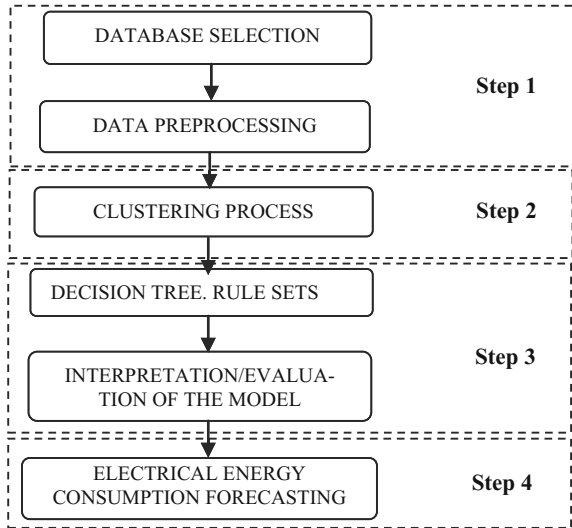 DATABASE SELECTION
Step 1
DATA PREPROCESSING
CLUSTERING PROCESS
Step 2
DECISION TREE. RULE SETS
Step 3
INTERPRETATION/EVALUA-
TION OF THE MODEL
ELECTRICAL ENERGY
CONSUMPTION FORECASTING
Step 4